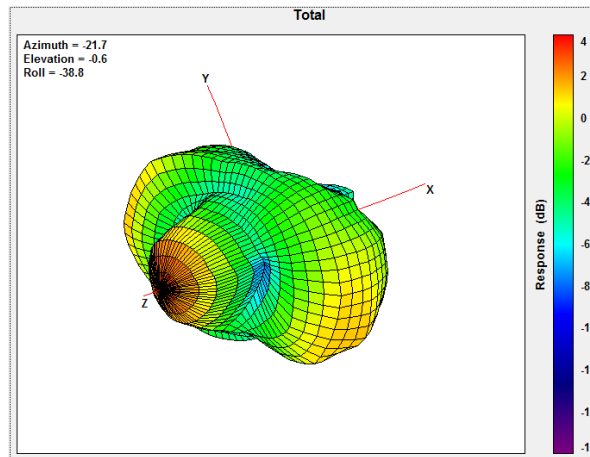 Total
Azimuth = -21.7
Elevation = -0.6
Roll = -38.8
Y
X
Z
Response (dB)
4
2
0
-2
-4
-6
-8
-1
-1
-1
-1